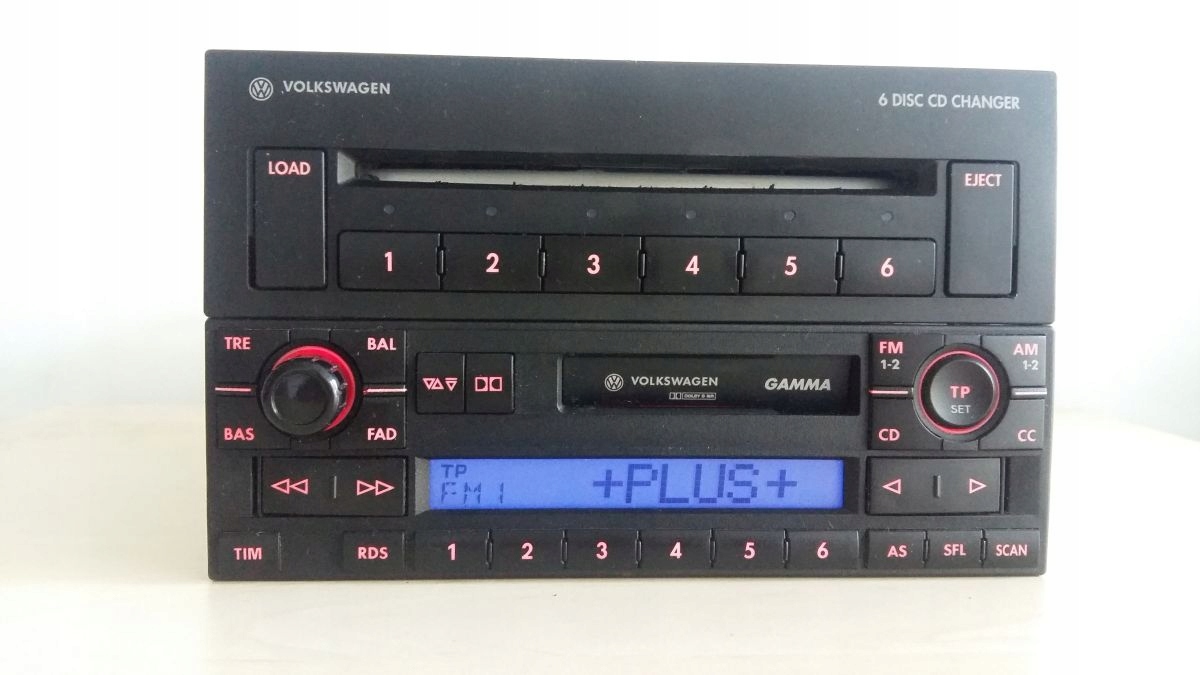 VOLKSWAGEN
6 DISC CD CHANGER
LOAD
EJECT
1 2 3 4 5 6
TRE BAL
BAS FAD
VOLKSWAGEN GAMMA
FM 1-2
AM 1-2
TP SET
CD CC
TP
FM1 +PLUS+
TIM RDS 1 2 3 4 5 6 AS SFL SCAN